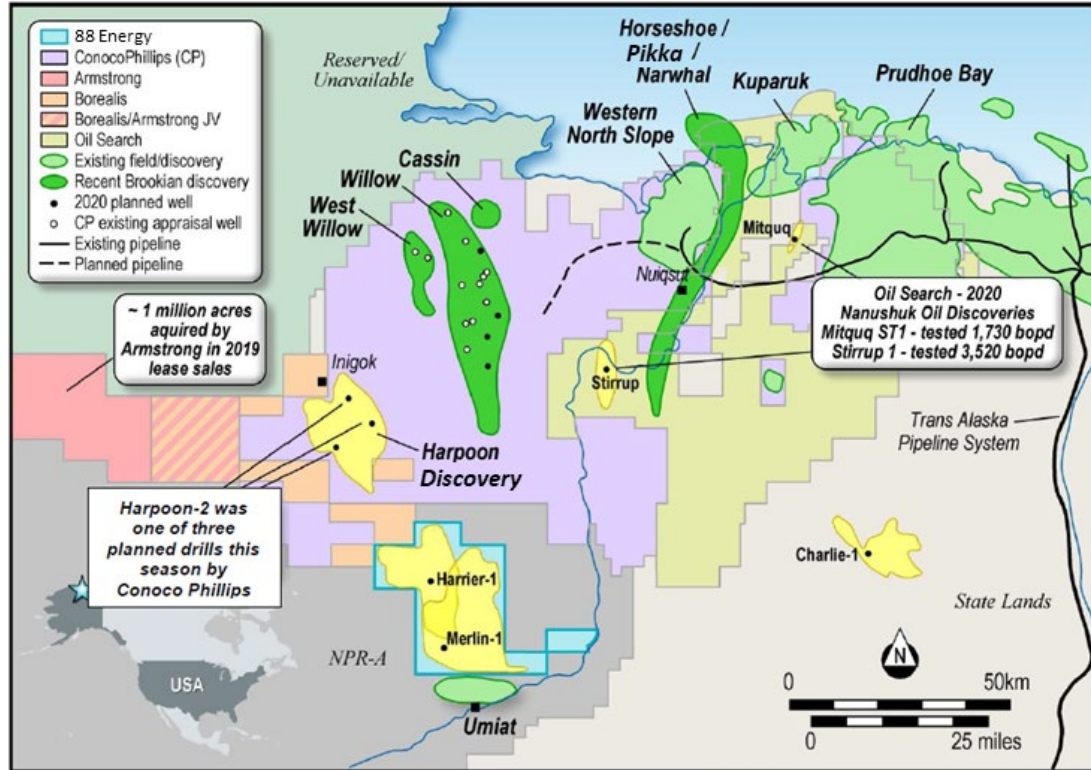 88 Energy
ConocoPhillips (CP)
Armstrong
Borealis
Borealis/Armstrong JV
Oil Search
Existing field/discovery
Recent Brookian discovery
2020 planned well
CP existing appraisal well
Existing pipeline
Planned pipeline
Reserved/
Unavailable
Horseshoe /
Pikka /
Narwhal
Kuparuk
Prudhoe Bay
Western
North Slope
Cassin
Willow
West
Willow
Mitquq
Nuiqsut
~ 1 million acres
aquired by
Armstrong in 2019
lease sales
Oil Search - 2020
Nanushuk Oil Discoveries
Mitquq ST1 - tested 1,730 bopd
Stirrup 1 - tested 3,520 bopd
Inigok
Stirrup
Trans Alaska
Pipeline System
Harpoon
Discovery
Harpoon-2 was
one of three
planned drills this
season by
Conoco Phillips
Harrier-1
Charlie-1
State Lands
Merlin-1
NPR-A
USA
N
Umiat
0
50km
0
25 miles